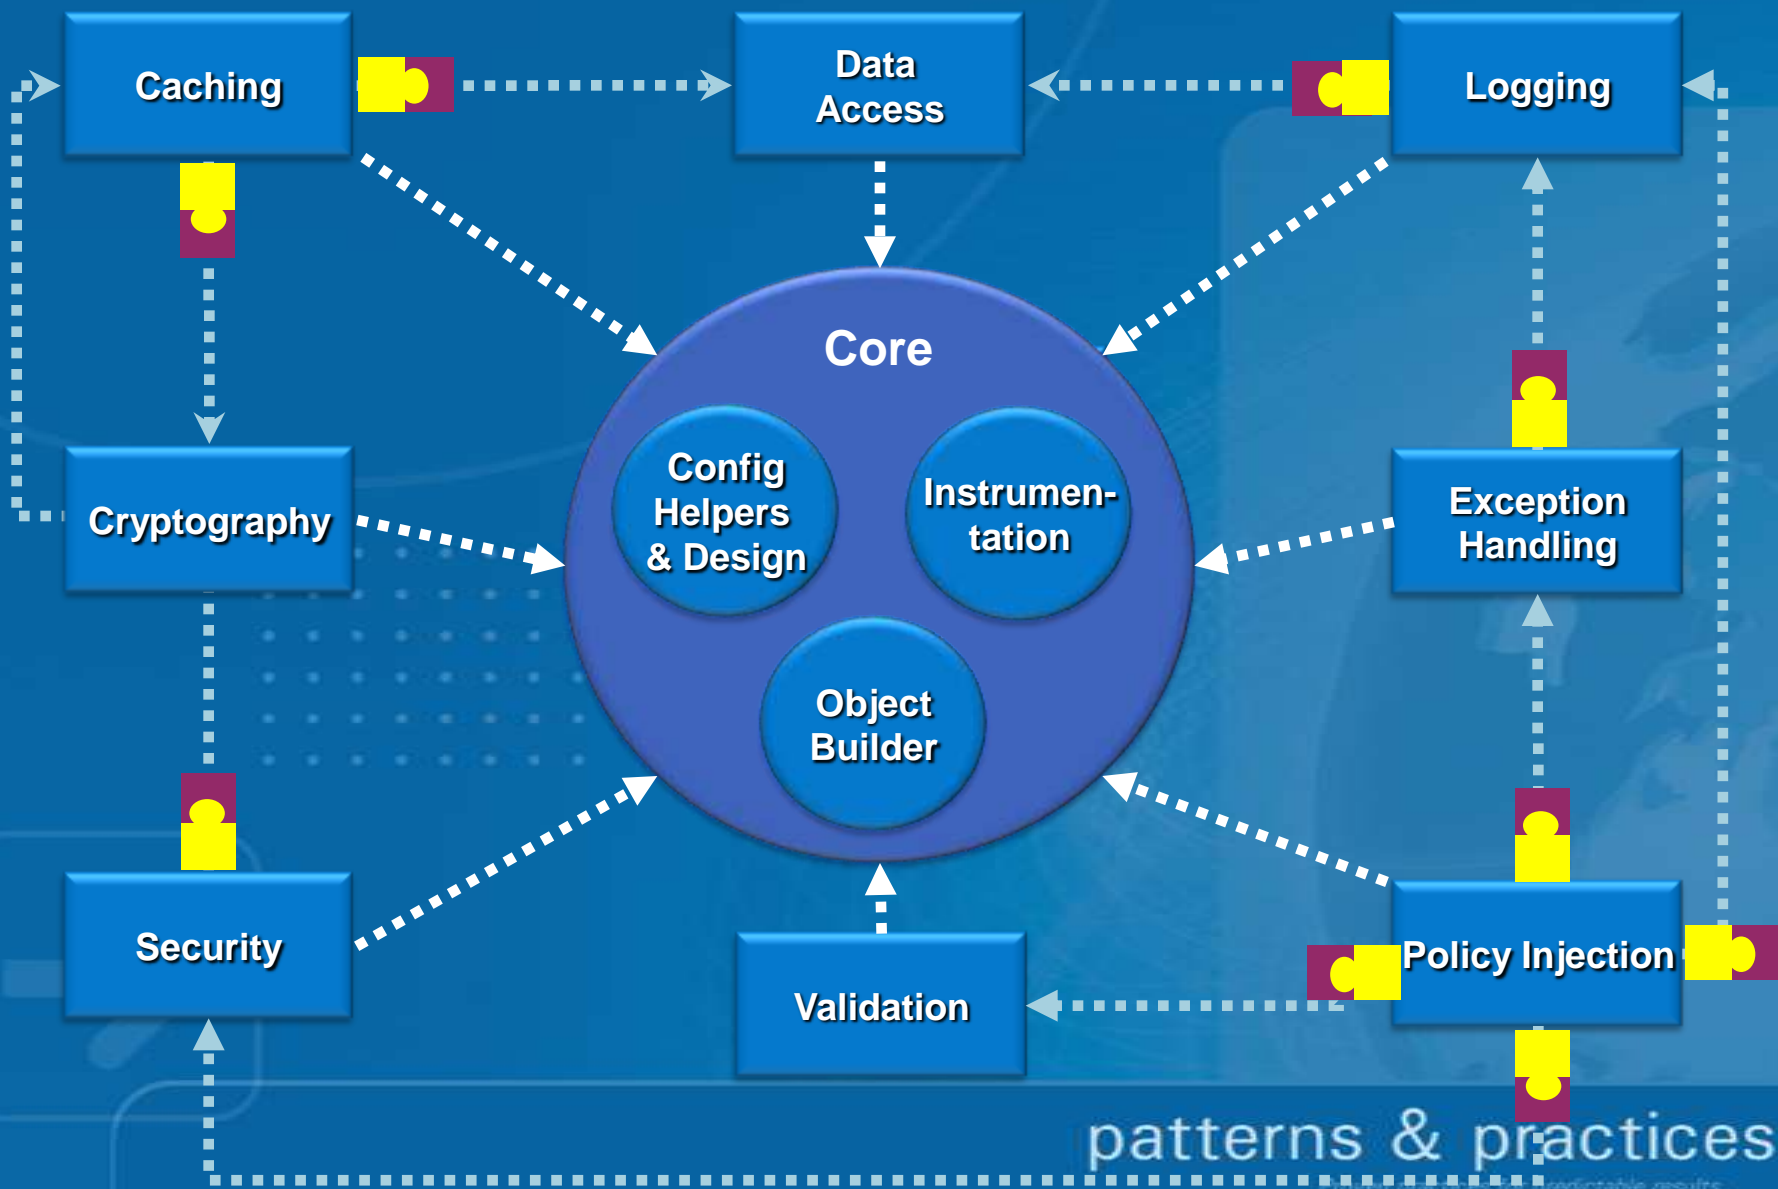 Caching
Data
Access
Logging
Core
Config
Helpers
& Design
Instrumen-
tation
Cryptography
Exception
Handling
Object
Builder
Security
Validation
Policy Injection
patterns & practices